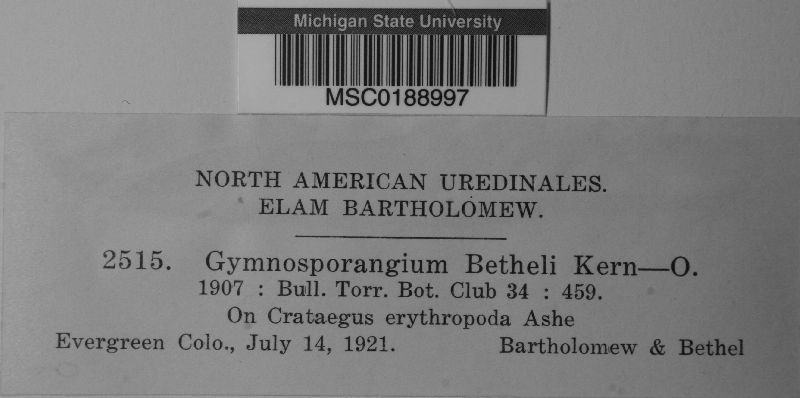 Michigan State University
MSC0188997
NORTH AMERICAN UREDINALES.
ELAM BARTHOLOMEW.
2515. Gymnosporangium Betheli Kern—O.
1907 : Bull. Torr. Bot. Club 34 : 459.
On Crataegus erythropoda Ashe
Evergreen Colo., July 14, 1921. Bartholomew & Bethel